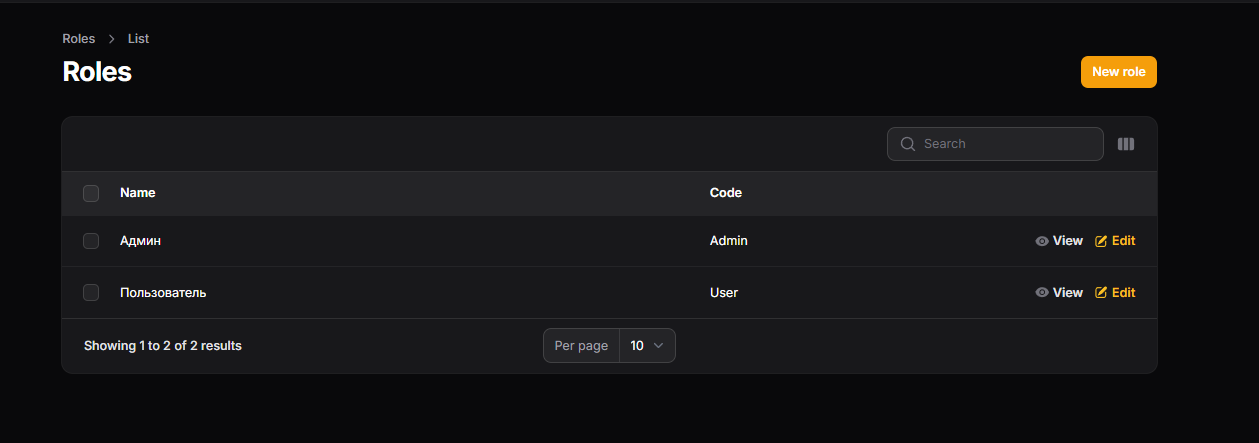 Roles > List
Roles
New role
Search
Name Code
Админ Admin View Edit
Пользователь User View Edit
Showing 1 to 2 of 2 results Per page 10